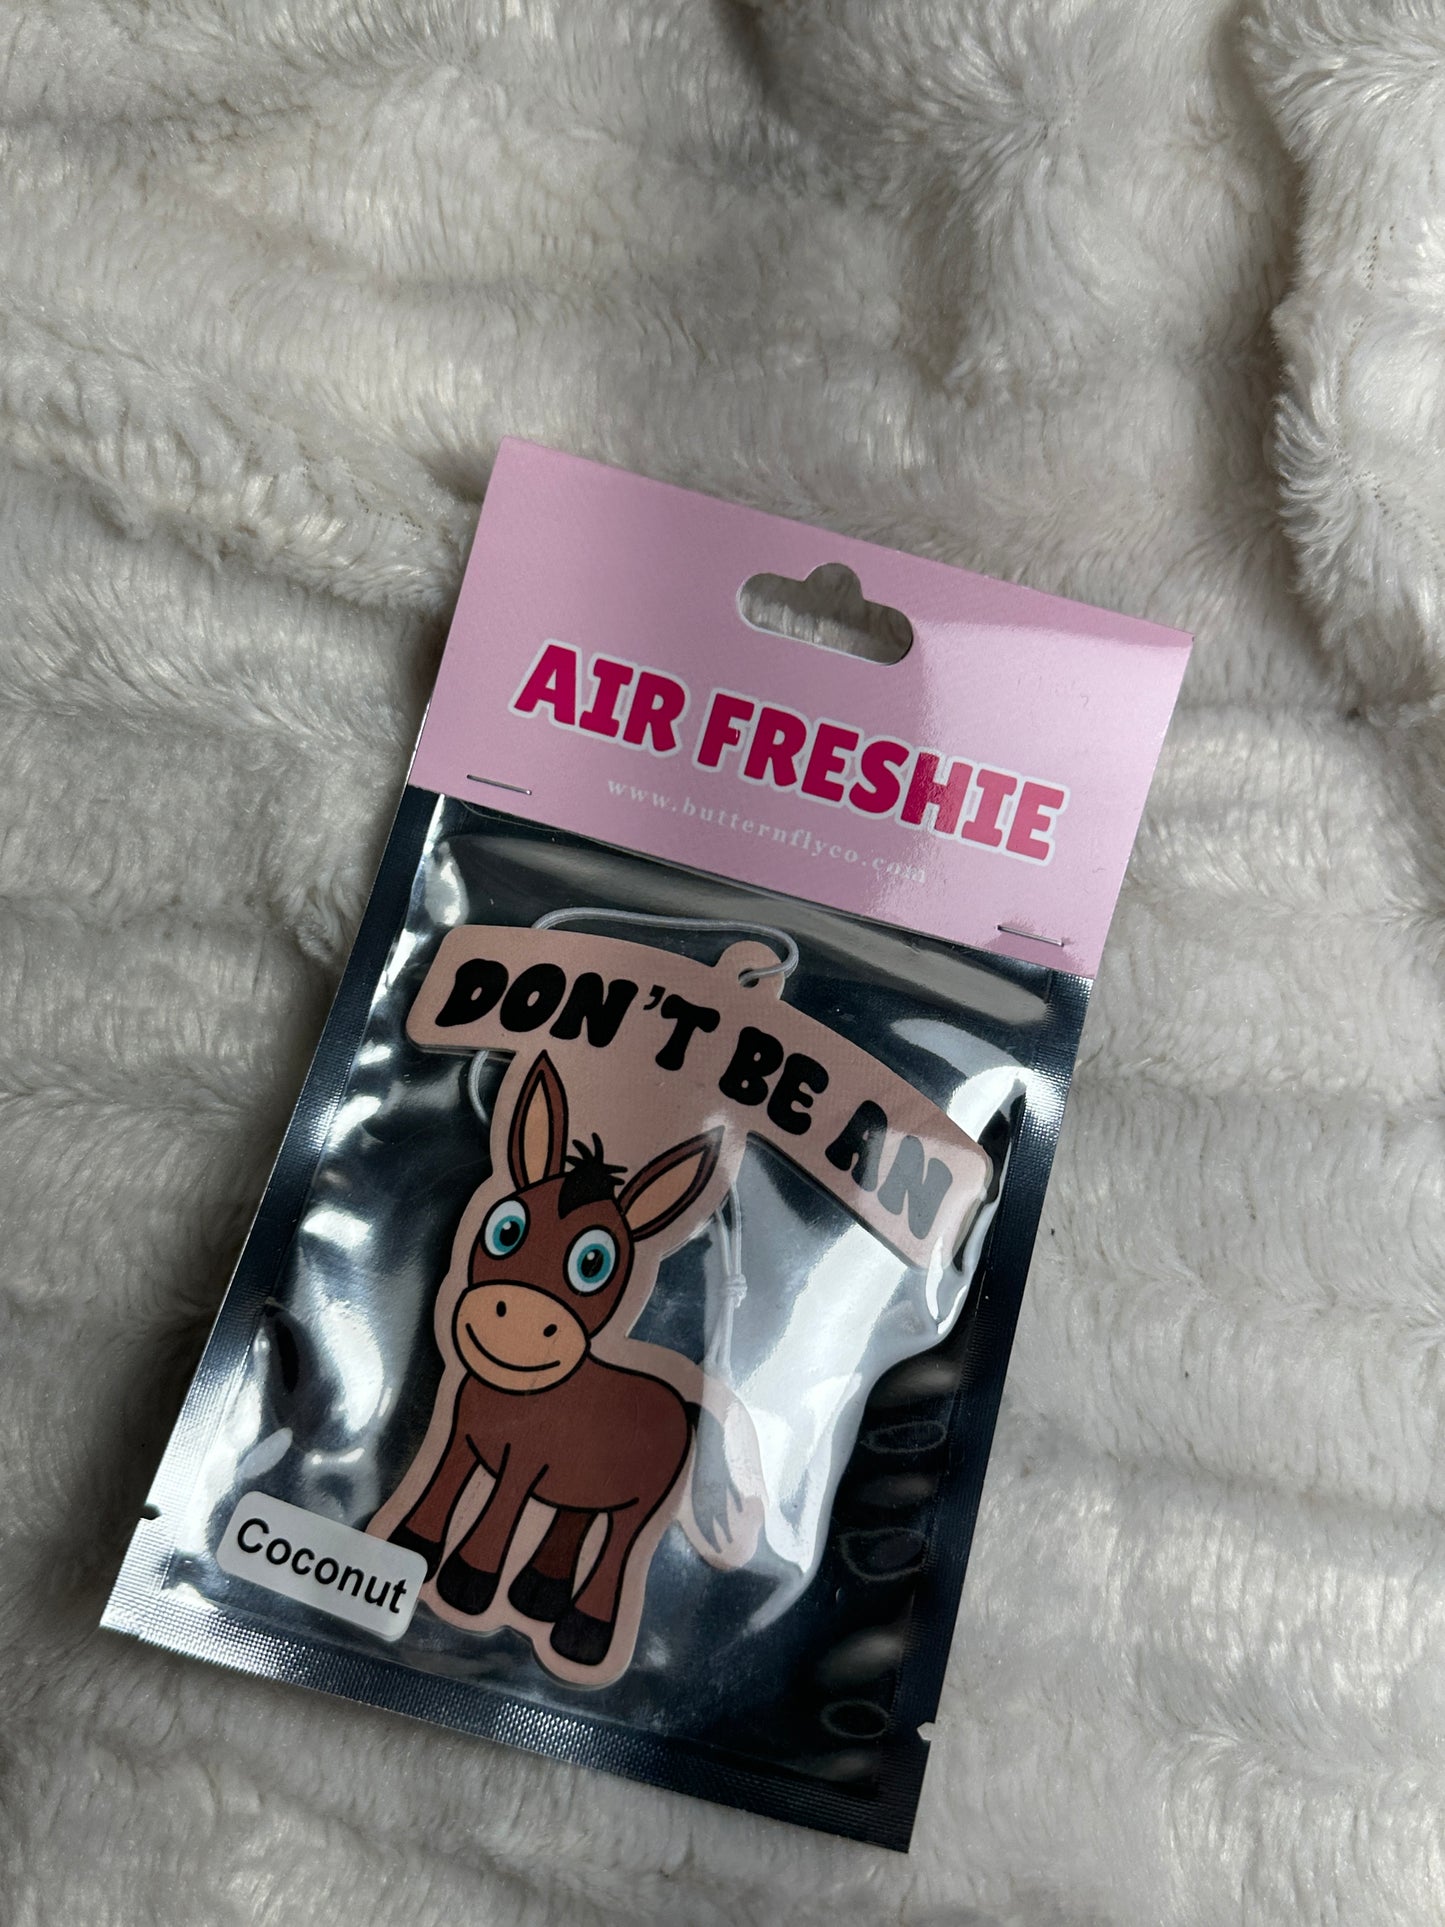 AIR FRESHIE
www.butternflyco.com
DON'T BE AN
Coconut